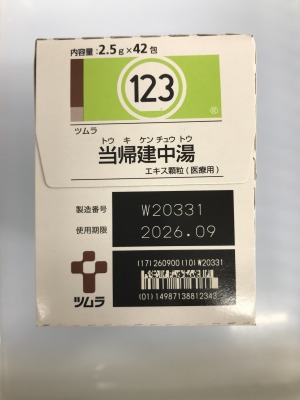 内容量:2.5g×42包
123
®
ツムラ
トウ キ ケンチュウ トウ
当帰建中湯
エキス顆粒(医療用)
製造番号 W20331
使用期限 2026.09
(17)260900(10)W20331
(01)14987138812343
ツムラ